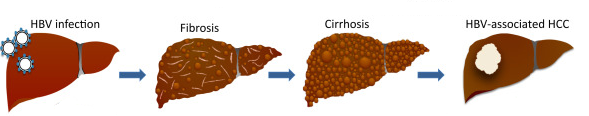 HBV infection
Fibrosis
Cirrhosis
HBV-associated HCC